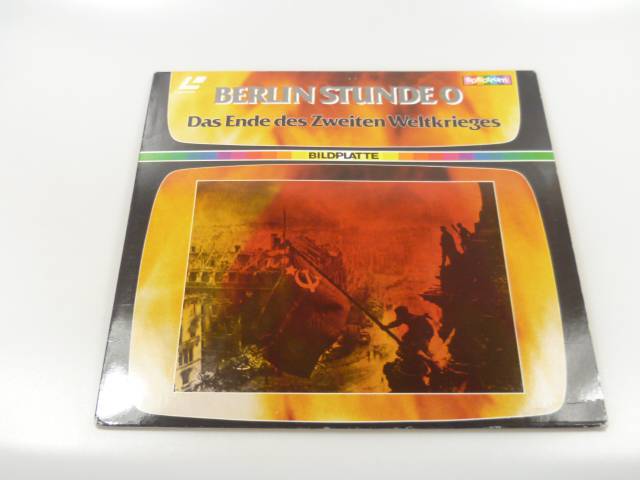 BERLIN STUNDE 0
Das Ende des Zweiten Weltkrieges
BILDPLATTE